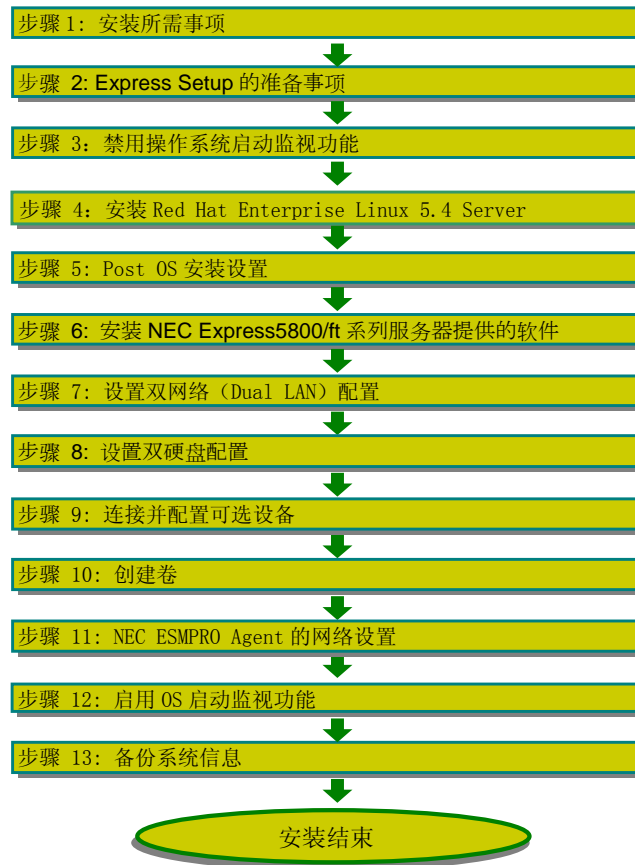 步骤 1: 安装所需事项
步骤 2: Express Setup 的准备事项
步骤 3：禁用操作系统启动监视功能
步骤 4：安装 Red Hat Enterprise Linux 5.4 Server
步骤 5: Post OS 安装设置
步骤 6: 安装 NEC Express5800/ft 系列服务器提供的软件
步骤 7: 设置双网络（Dual LAN）配置
步骤 8: 设置双硬盘配置
步骤 9: 连接并配置可选设备
步骤 10: 创建卷
步骤 11: NEC ESMPRO Agent 的网络设置
步骤 12: 启用 OS 启动监视功能
步骤 13: 备份系统信息
安装结束